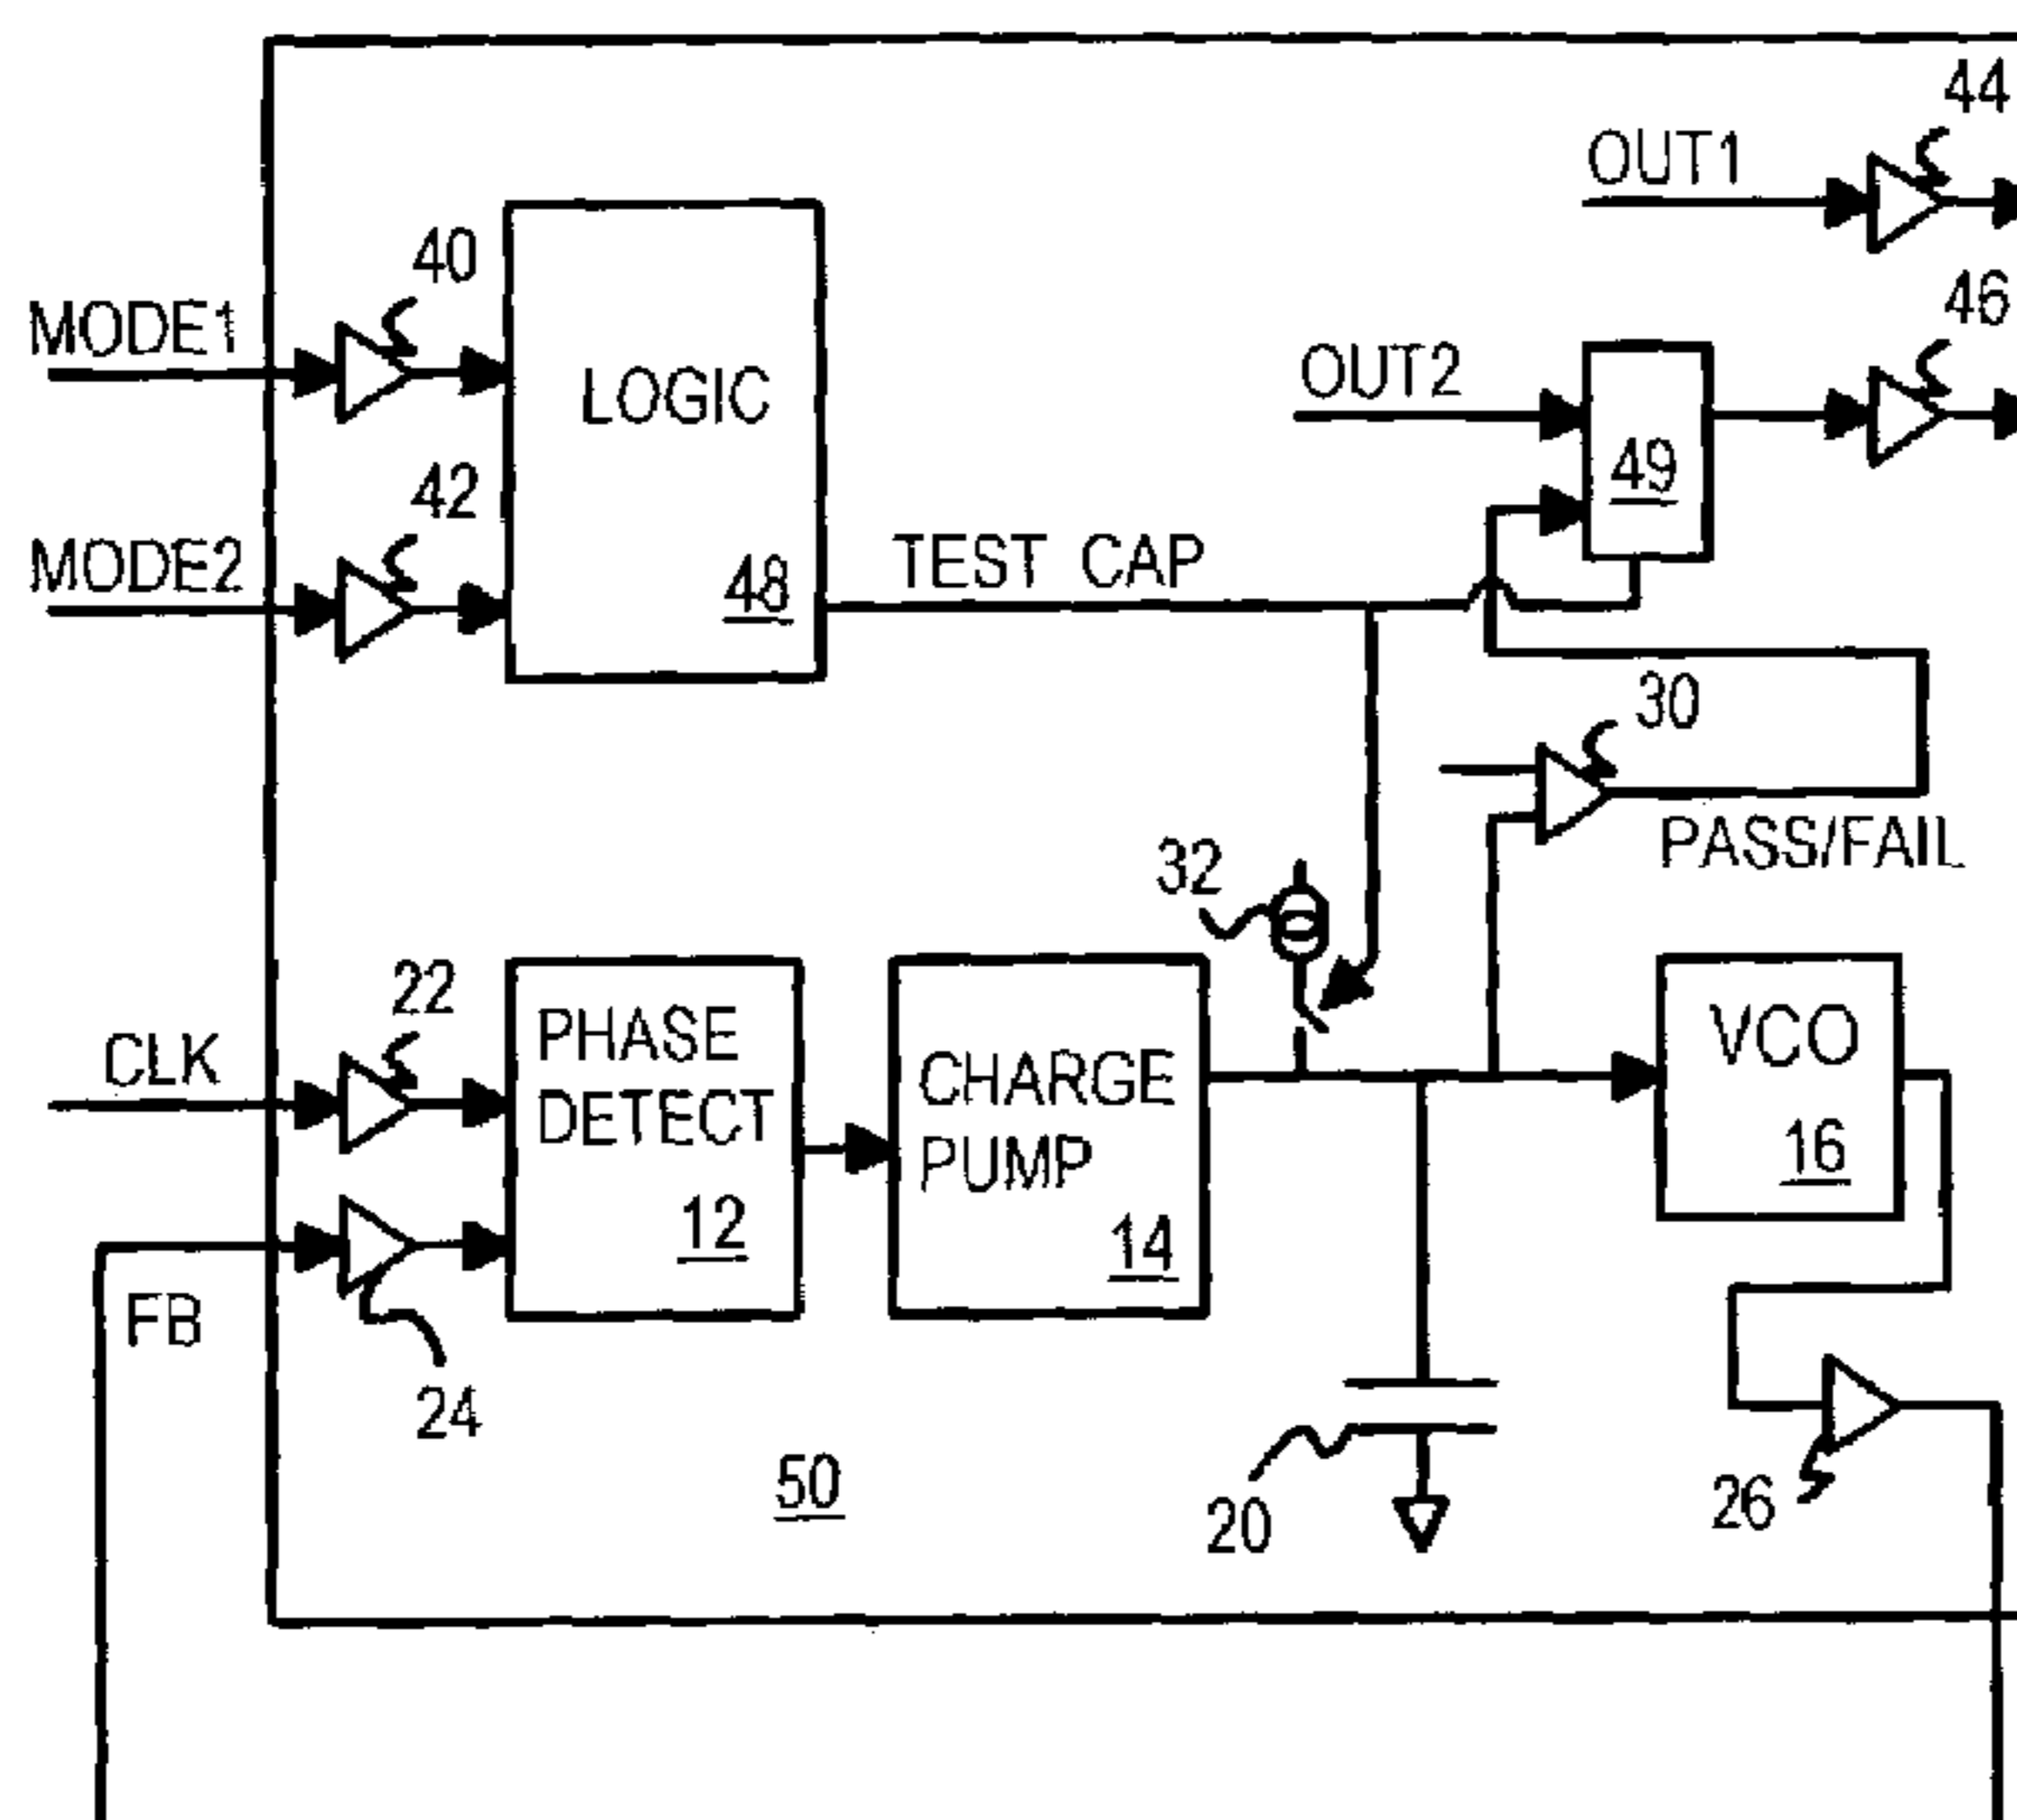 44
OUT1
40
MODE1
LOGIC
46
OUT2
49
42
MODE2
48
TEST CAP
30
PASS/FAIL
32
22
CLK
PHASE
DETECT
12
CHARGE
PUMP
14
VCO
16
FB
24
50
20
26